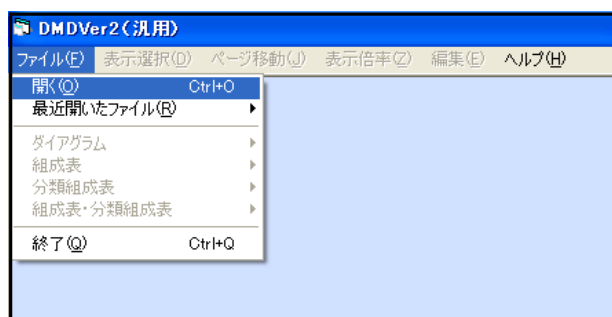 DMDVer2(汎用)
ファイル(F) 表示選択(D) ページ移動(J) 表示倍率(Z) 編集(E) ヘルプ(H)
開く(O) Ctrl+O
最近開いたファイル(R)
ダイアグラム
組成表
分類組成表
組成表・分類組成表
終了(Q) Ctrl+Q